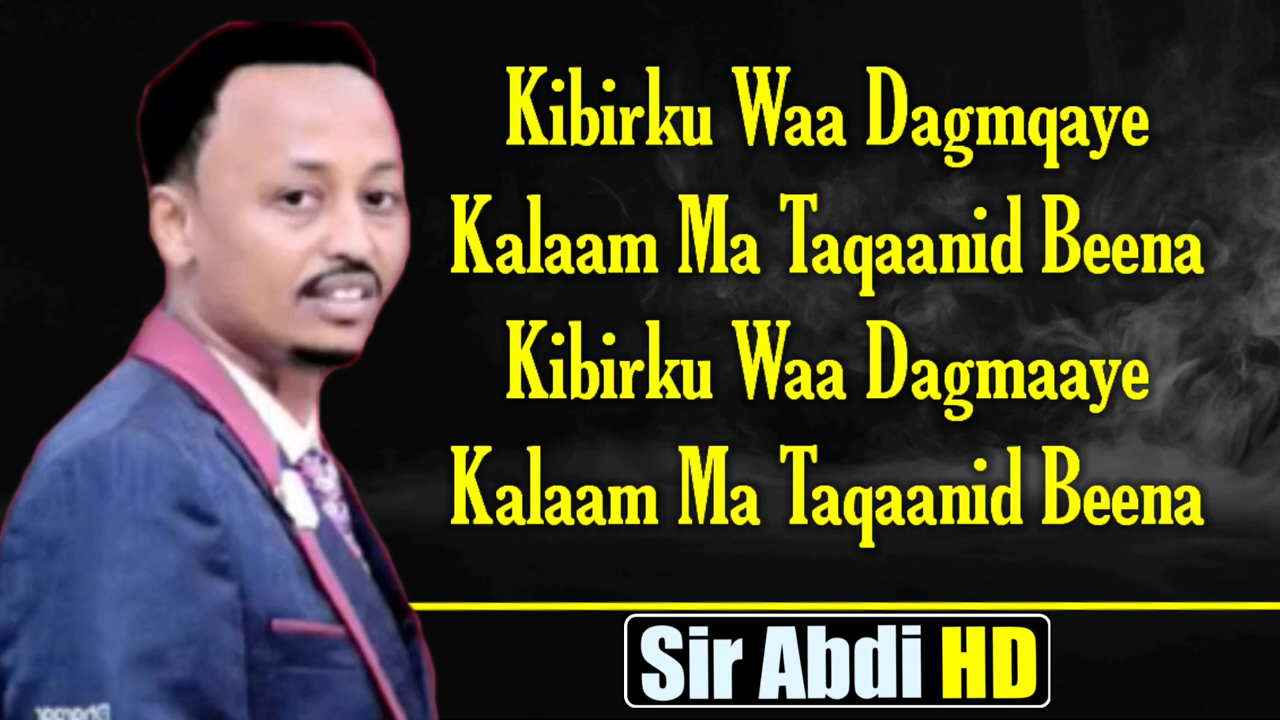 Kibirku Waa Dagmqaye
Kalaam Ma Taqaanid Beena
Kibirku Waa Dagmaaye
Kalaam Ma Taqaanid Beena
Sir Abdi HD